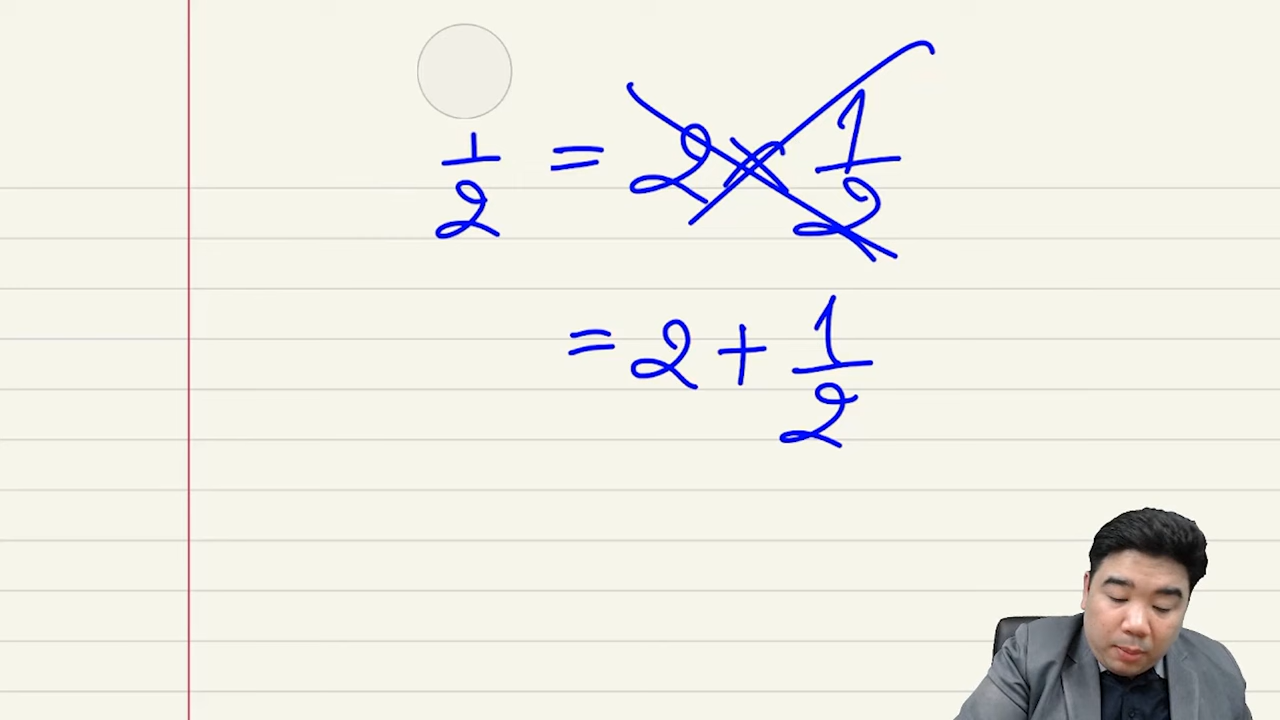 1/2 = 2 × 1/2
= 2 + 1/2